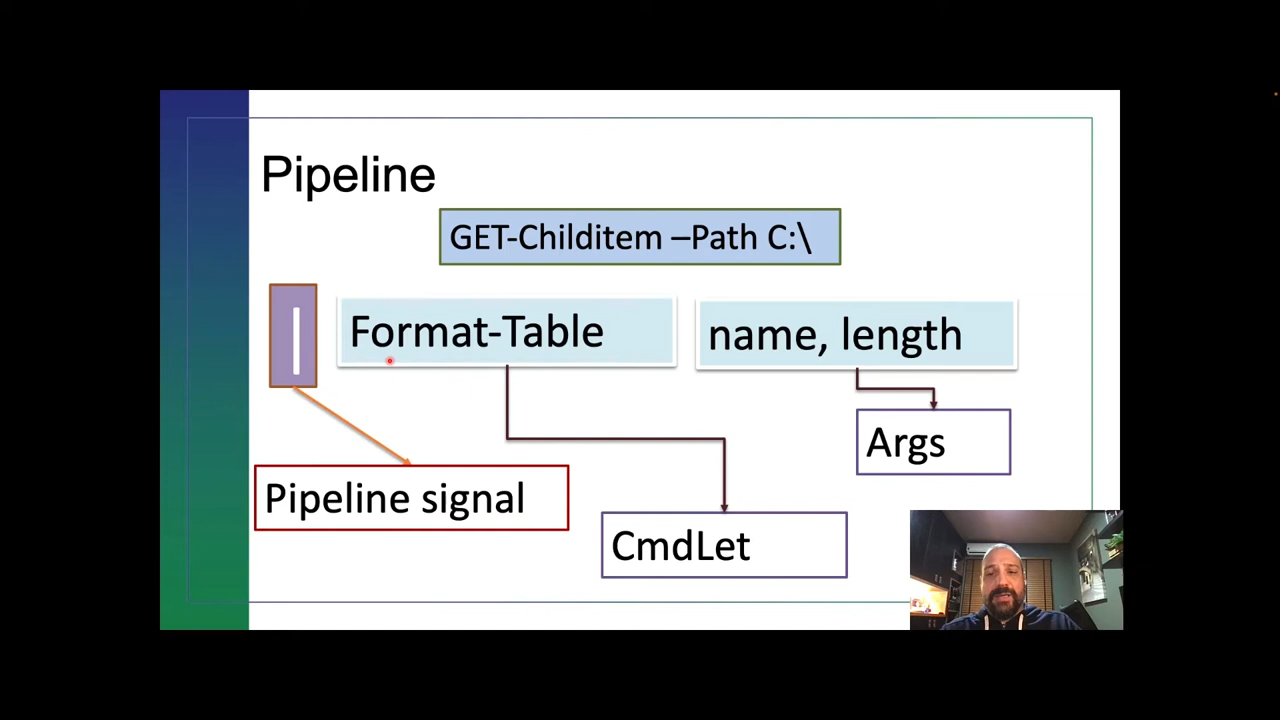 Pipeline
GET-Childitem –Path C:\
| Format-Table name, length
Args
Pipeline signal
CmdLet